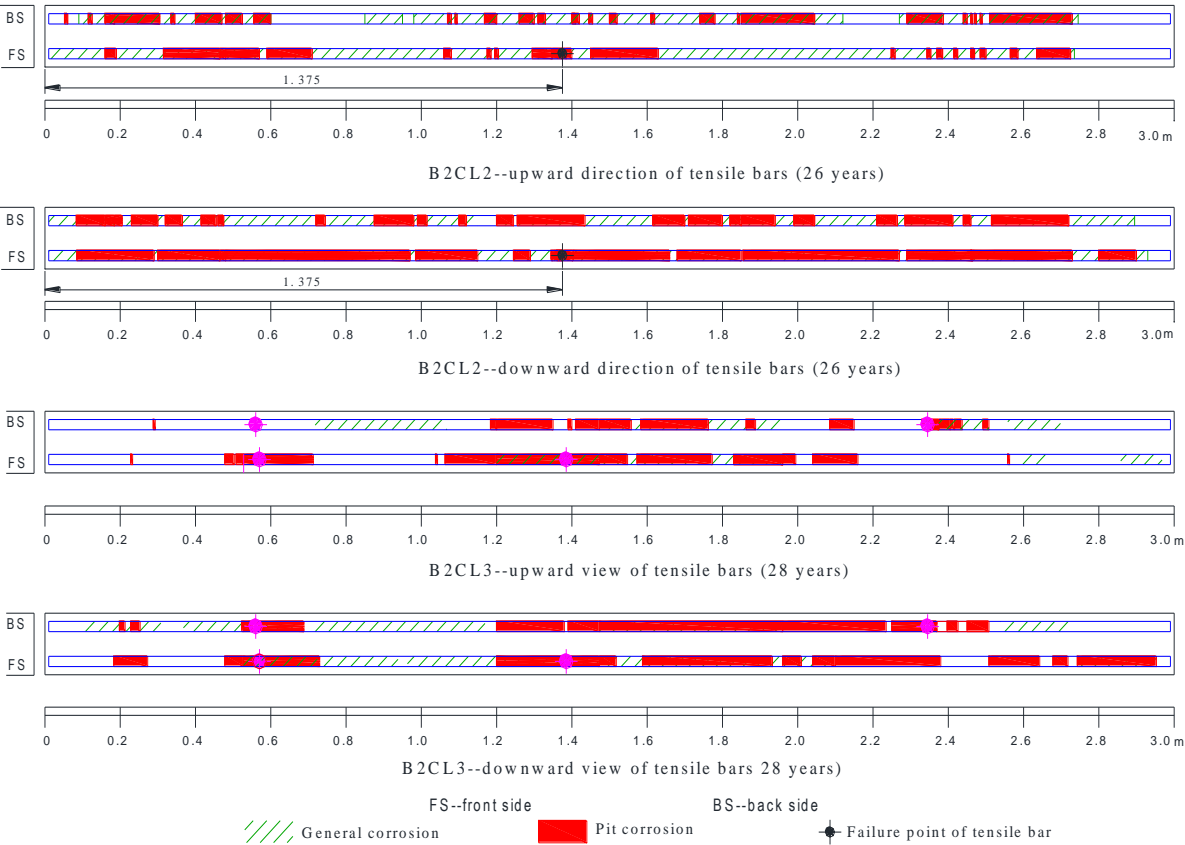 BS
FS
1.375
0 0.2 0.4 0.6 0.8 1.0 1.2 1.4 1.6 1.8 2.0 2.2 2.4 2.6 2.8 3.0 m
B2CL2--upward direction of tensile bars (26 years)
BS
FS
1.375
0 0.2 0.4 0.6 0.8 1.0 1.2 1.4 1.6 1.8 2.0 2.2 2.4 2.6 2.8 3.0 m
B2CL2--downward direction of tensile bars (26 years)
BS
FS
0 0.2 0.4 0.6 0.8 1.0 1.2 1.4 1.6 1.8 2.0 2.2 2.4 2.6 2.8 3.0 m
B2CL3--upward view of tensile bars (28 years)
BS
FS
0 0.2 0.4 0.6 0.8 1.0 1.2 1.4 1.6 1.8 2.0 2.2 2.4 2.6 2.8 3.0 m
B2CL3--downward view of tensile bars 28 years)
FS--front side BS--back side
General corrosion Pit corrosion Failure point of tensile bar